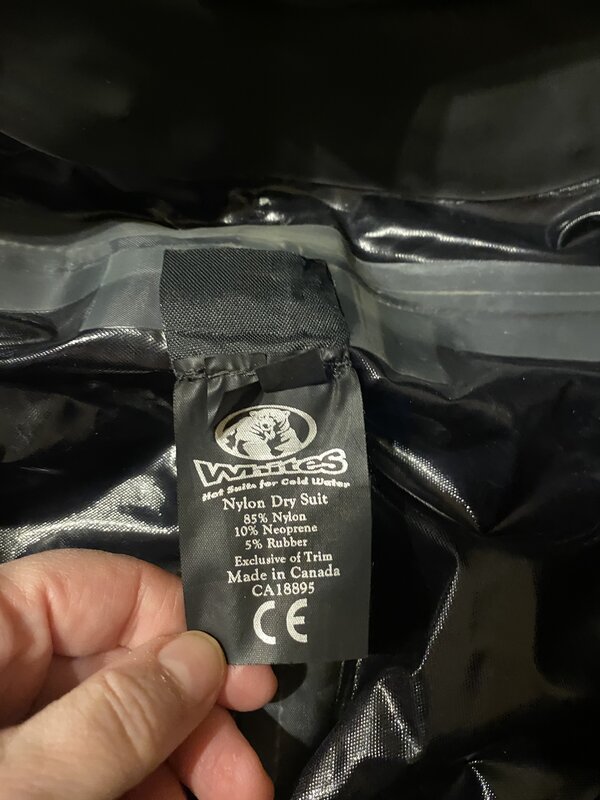 Whites
Hot Suits for Cold Water
Nylon Dry Suit
85% Nylon
10% Neoprene
5% Rubber
Exclusive of Trim
Made in Canada
CA18895
CE